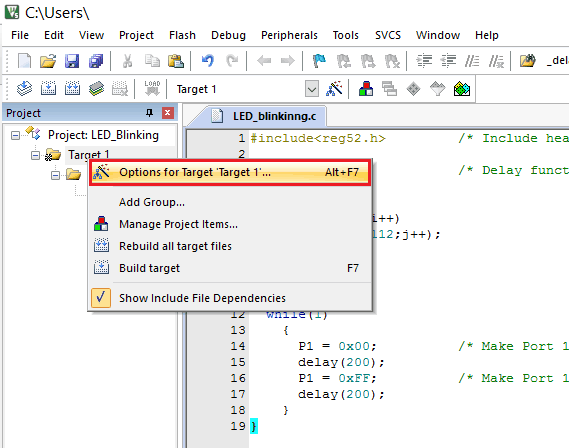 C:\Users\
File Edit View Project Flash Debug Peripherals Tools SVCS Window Help
_dela
LOAD Target 1
Project
LED_blinkinng.c
Project: LED_Blinking
Target 1
Options for Target 'Target 1'... Alt+F7
Add Group...
Manage Project Items...
Rebuild all target files
Build target F7
Show Include File Dependencies
1 #include<reg52.h> /* Include hea
2
/* Delay funct
i++)
112;j++);
12 while(1)
13 {
14 P1 = 0x00; /* Make Port 1
15 delay(200);
16 P1 = 0xFF; /* Make Port 1
17 delay(200);
18 }
19 }